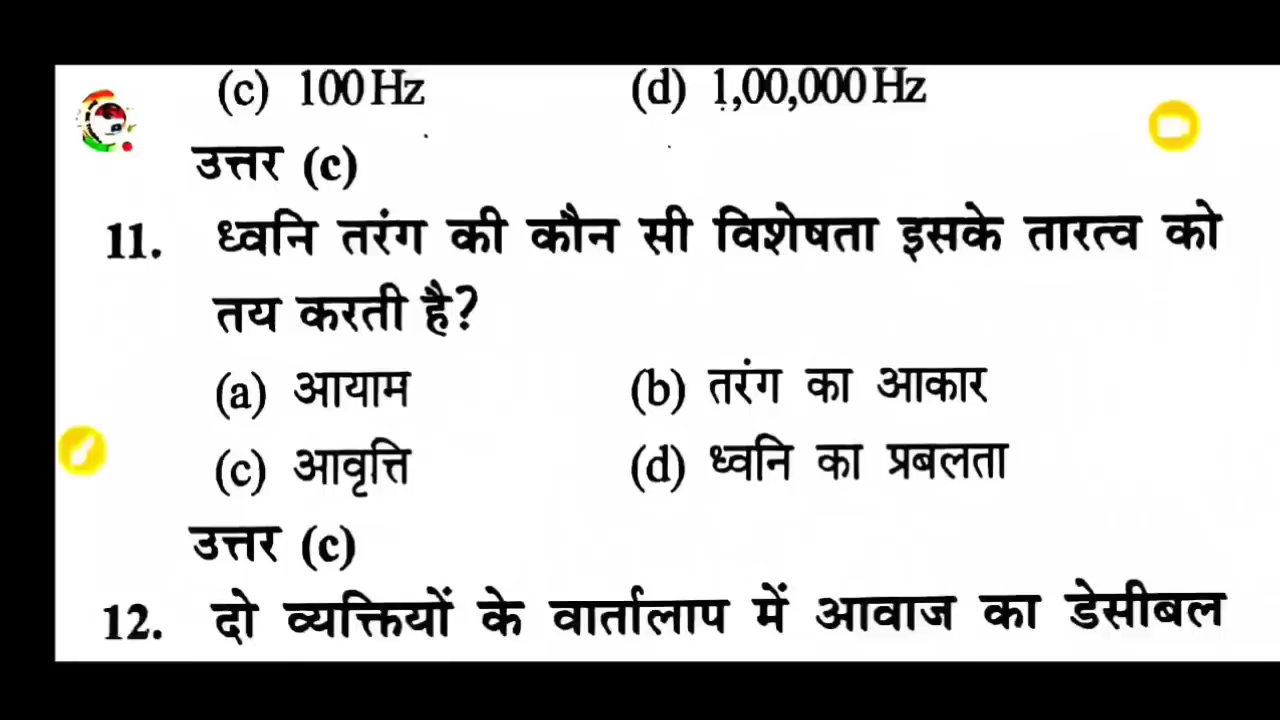 (c) 100 Hz (d) 1,00,000 Hz
उत्तर (c)
11. ध्वनि तरंग की कौन सी विशेषता इसके तारत्व को
तय करती है?
(a) आयाम (b) तरंग का आकार
(c) आवृत्ति (d) ध्वनि का प्रबलता
उत्तर (c)
12. दो व्यक्तियों के वार्तालाप में आवाज का डेसीबल